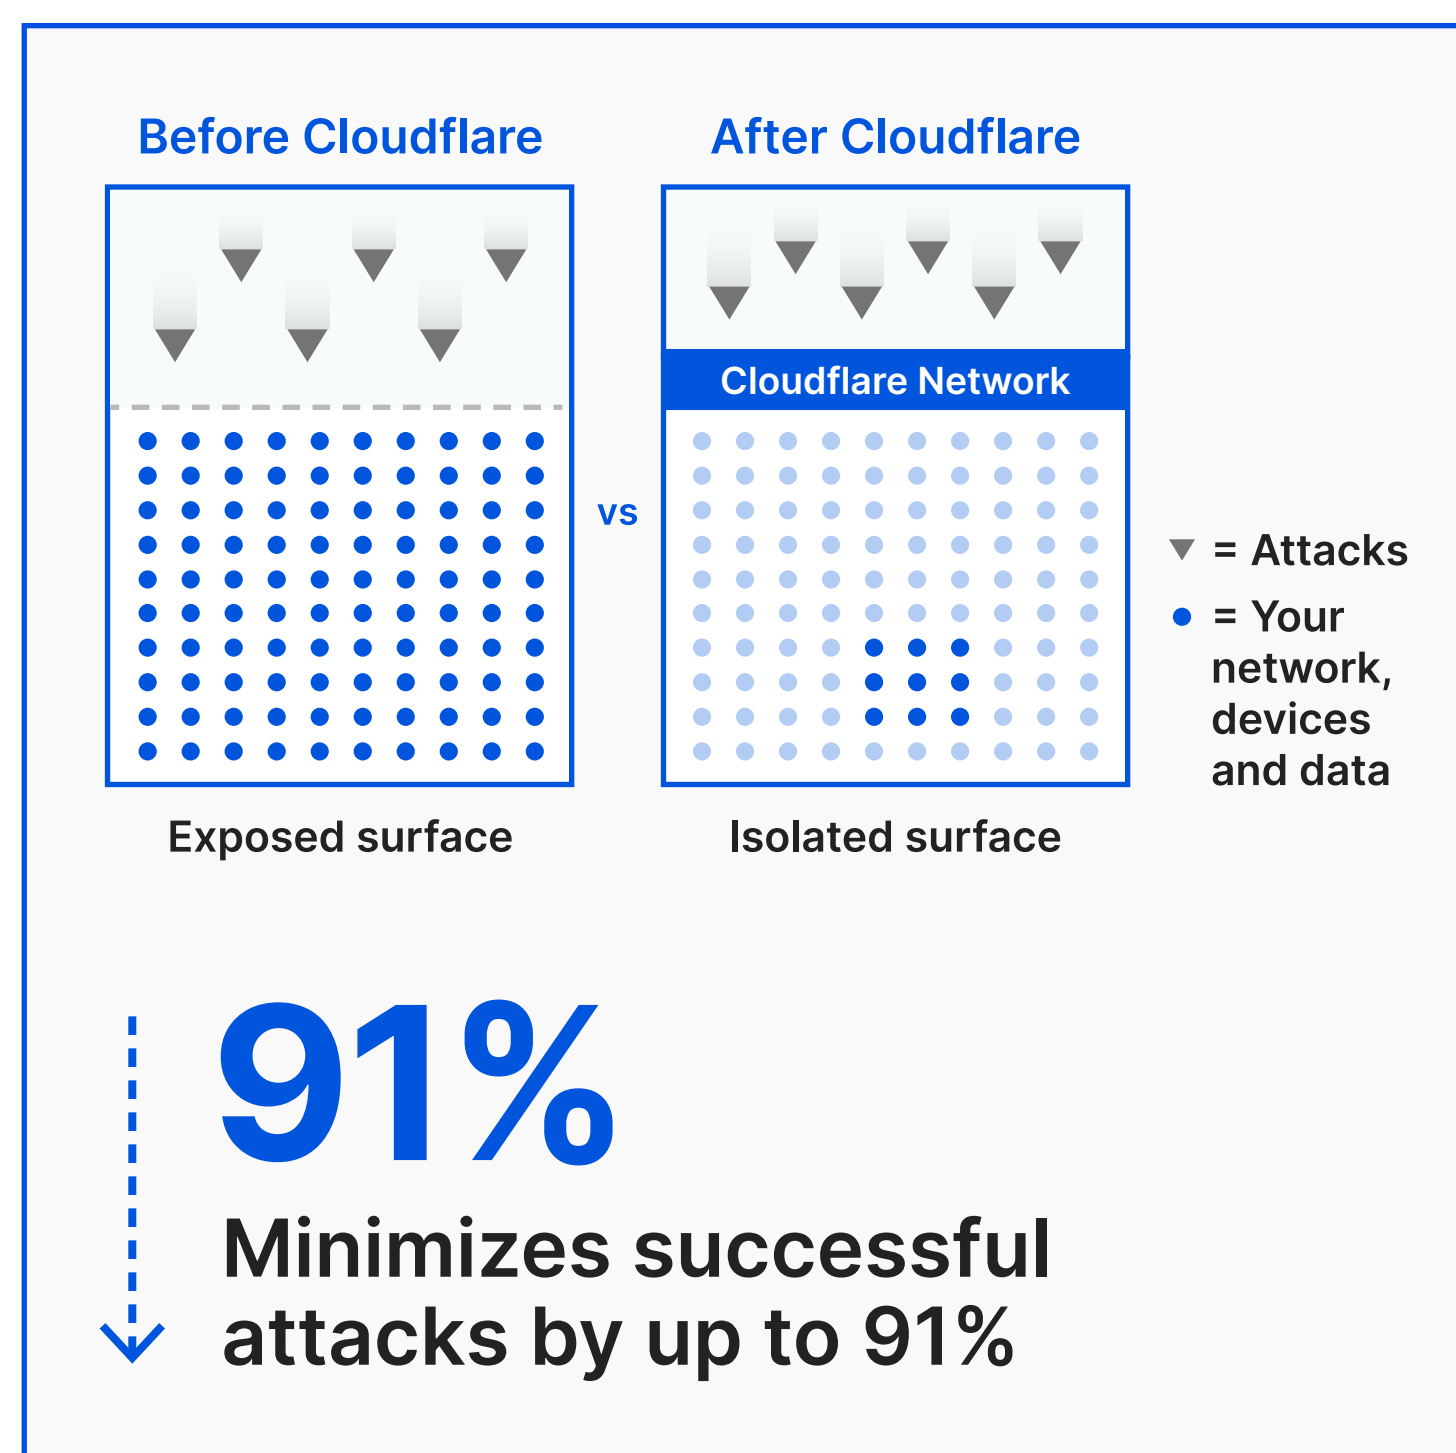 Before Cloudflare
After Cloudflare
Cloudflare Network
vs
= Attacks
= Your
network,
devices
and data
Exposed surface
Isolated surface
91%
Minimizes successful
attacks by up to 91%